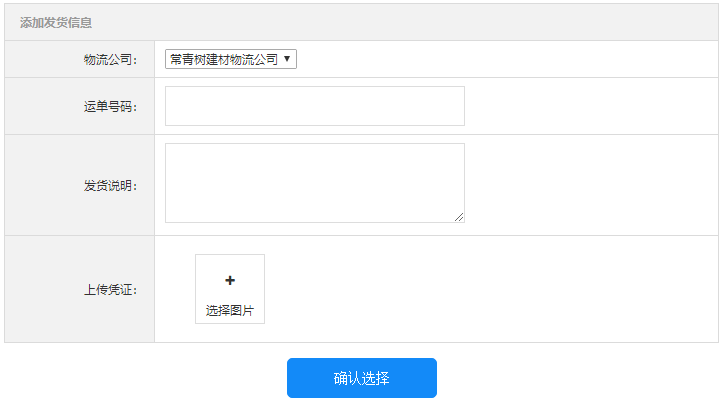 添加发货信息
物流公司：
常青树建材物流公司
运单号码：
发货说明：
上传凭证：
选择图片
确认选择